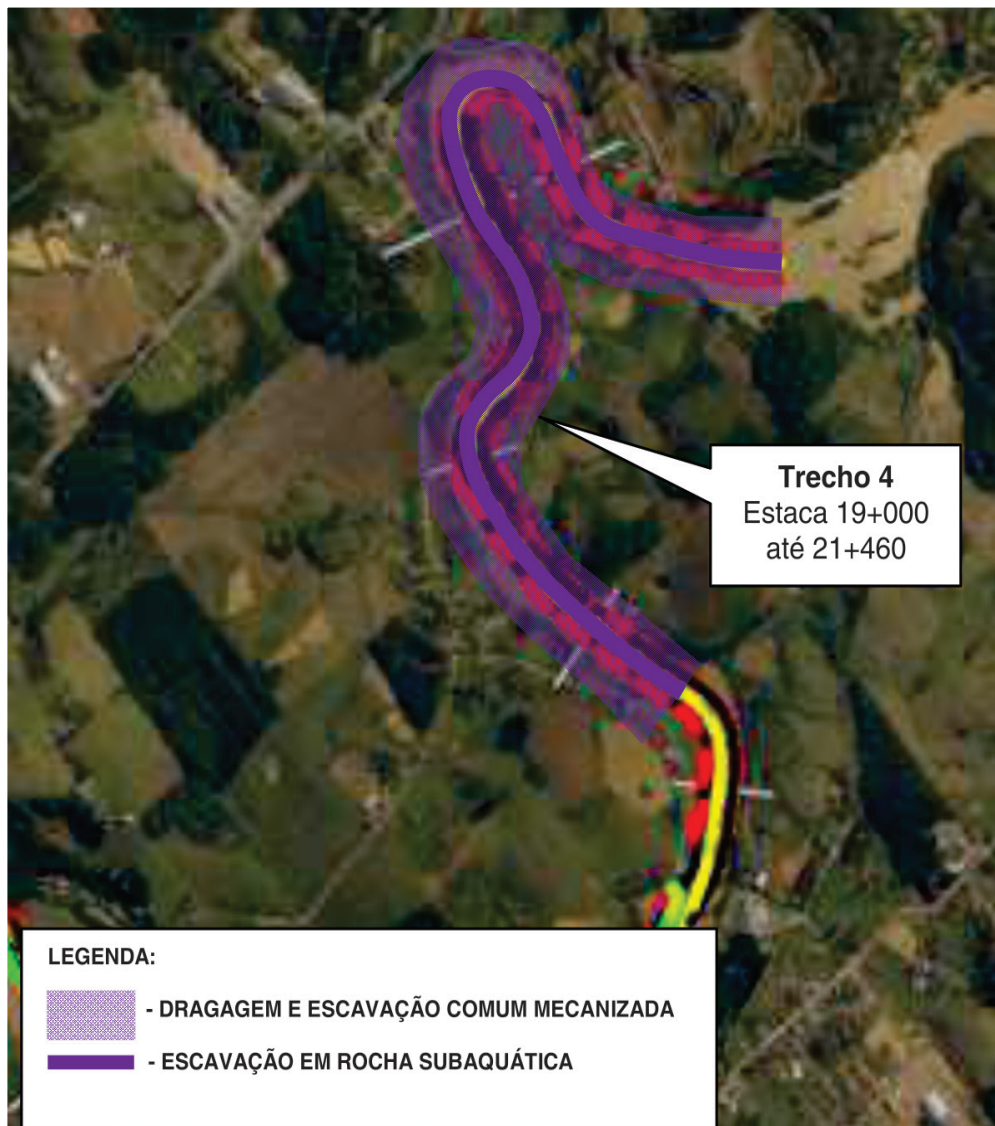 Trecho 4
Estaca 19+000
até 21+460
LEGENDA:
- DRAGAGEM E ESCAVAÇÃO COMUM MECANIZADA
- ESCAVAÇÃO EM ROCHA SUBAQUÁTICA